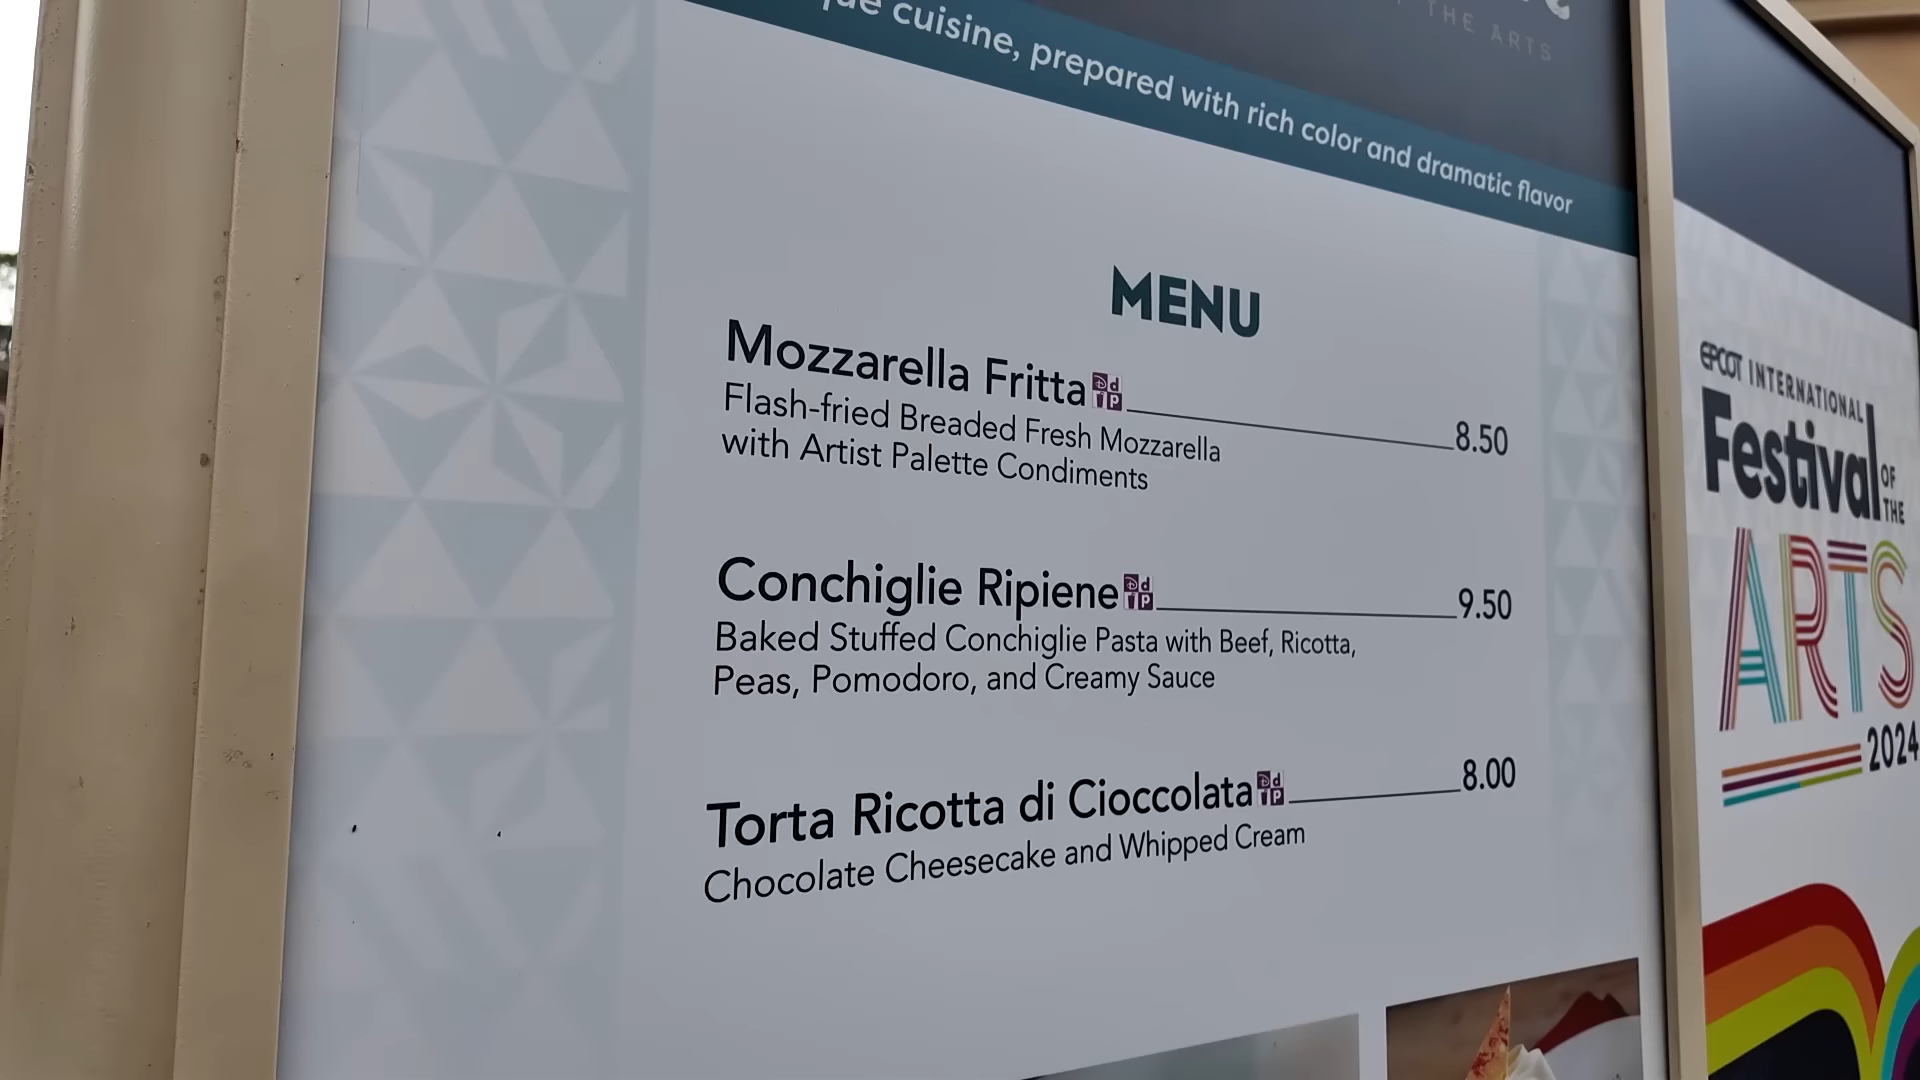 THE ARTS
cuisine, prepared with rich color and dramatic flavor
MENU
Mozzarella Fritta 8.50
Flash-fried Breaded Fresh Mozzarella
with Artist Palette Condiments
Conchiglie Ripiene 9.50
Baked Stuffed Conchiglie Pasta with Beef, Ricotta,
Peas, Pomodoro, and Creamy Sauce
Torta Ricotta di Cioccolata 8.00
Chocolate Cheesecake and Whipped Cream
EPCOT INTERNATIONAL
Festival OF THE
ARTS
2024